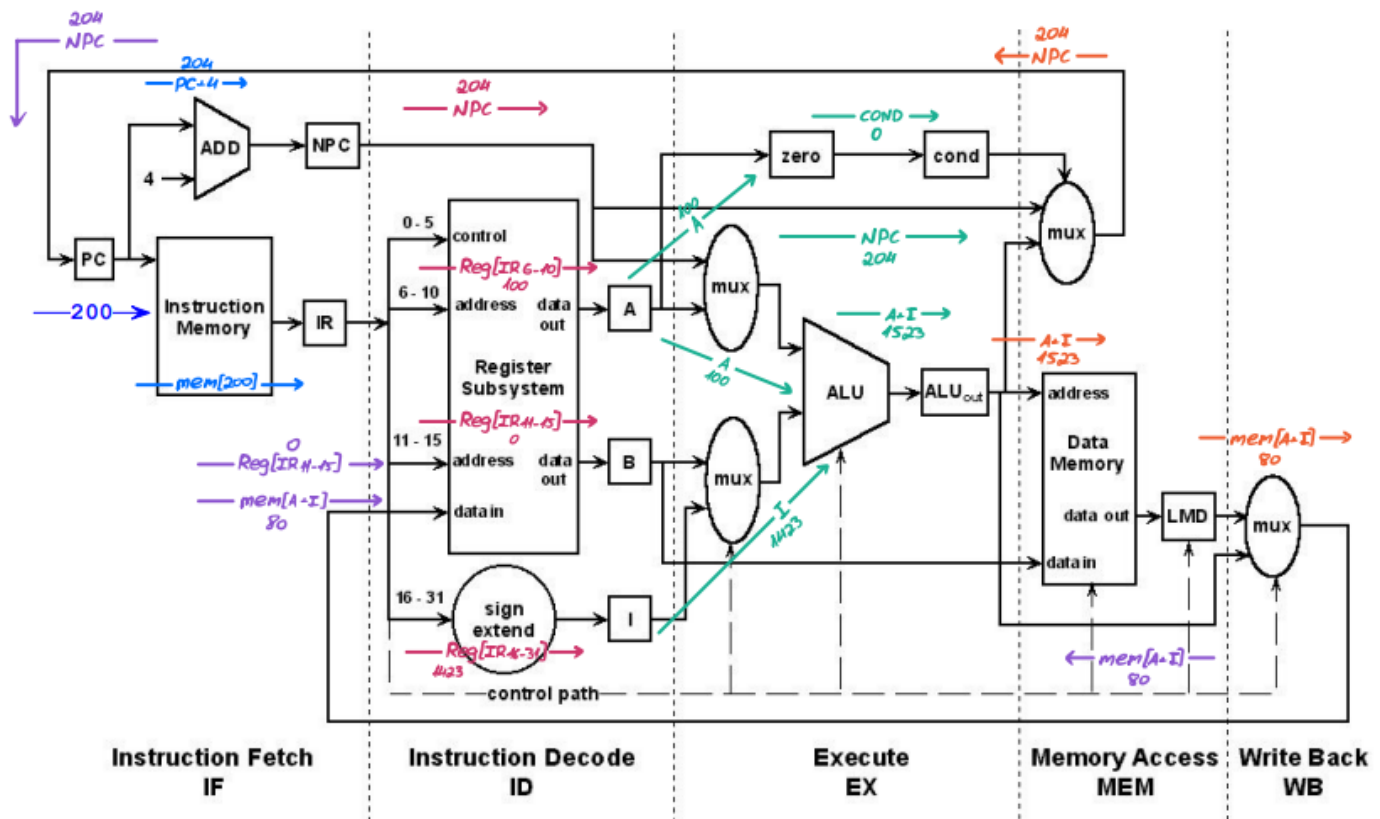 204
NPC
204
NPC
204
PC+4
204
NPC
COND
0
ADD
NPC
zero
cond
4
100
A
0 - 5
control
mux
NPC
204
PC
Reg[IR6-10]
100
mux
Instruction
Memory
6 - 10
address
data
out
A
200
IR
A+I
1523
A+I
1523
A
100
mem[200]
Register
Subsystem
ALU
ALUout
address
Reg[IR11-15]
0
Data
Memory
mem[A+I]
80
0
Reg[IR11-15]
11 - 15
address
data
out
B
mux
mem[A+I]
80
data in
I
1423
data out
LMD
mux
data in
16 - 31
sign
extend
I
Reg[IR16-31]
1423
mem[A+I]
80
control path
Instruction Fetch
IF
Instruction Decode
ID
Execute
EX
Memory Access
MEM
Write Back
WB